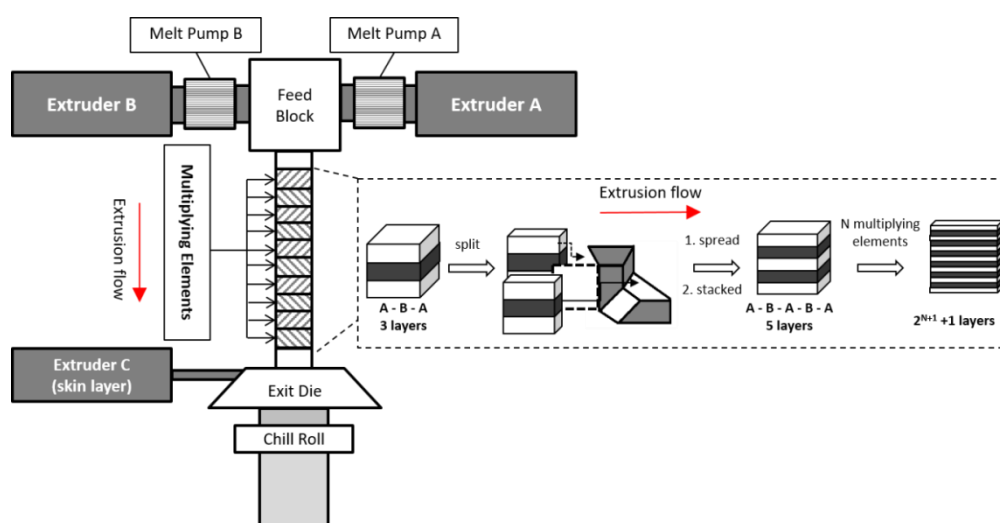 Melt Pump B
Melt Pump A
Extruder B
Feed
Block
Extruder A
Multiplying Elements
Extrusion flow
Extrusion flow
split
1. spread
2. stacked
N multiplying
elements
A - B - A
3 layers
A - B - A - B - A
5 layers
2^{N+1} +1 layers
Extruder C
(skin layer)
Exit Die
Chill Roll